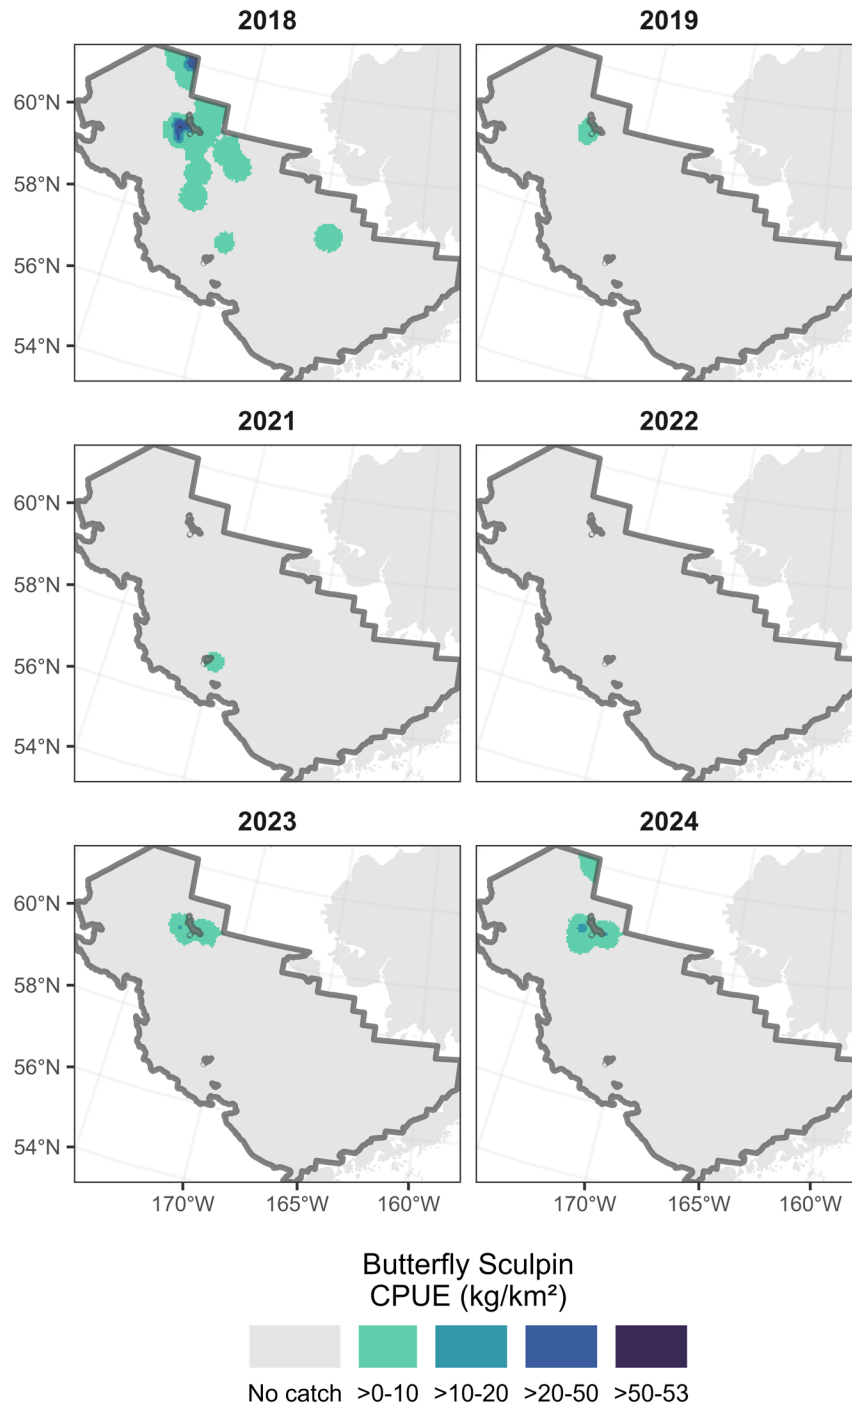 2018 2019
60°N
58°N
56°N
54°N
2021 2022
60°N
58°N
56°N
54°N
2023 2024
60°N
58°N
56°N
54°N
170°W 165°W 160°W 170°W 165°W 160°W
Butterfly Sculpin
CPUE (kg/km²)
No catch >0-10 >10-20 >20-50 >50-53